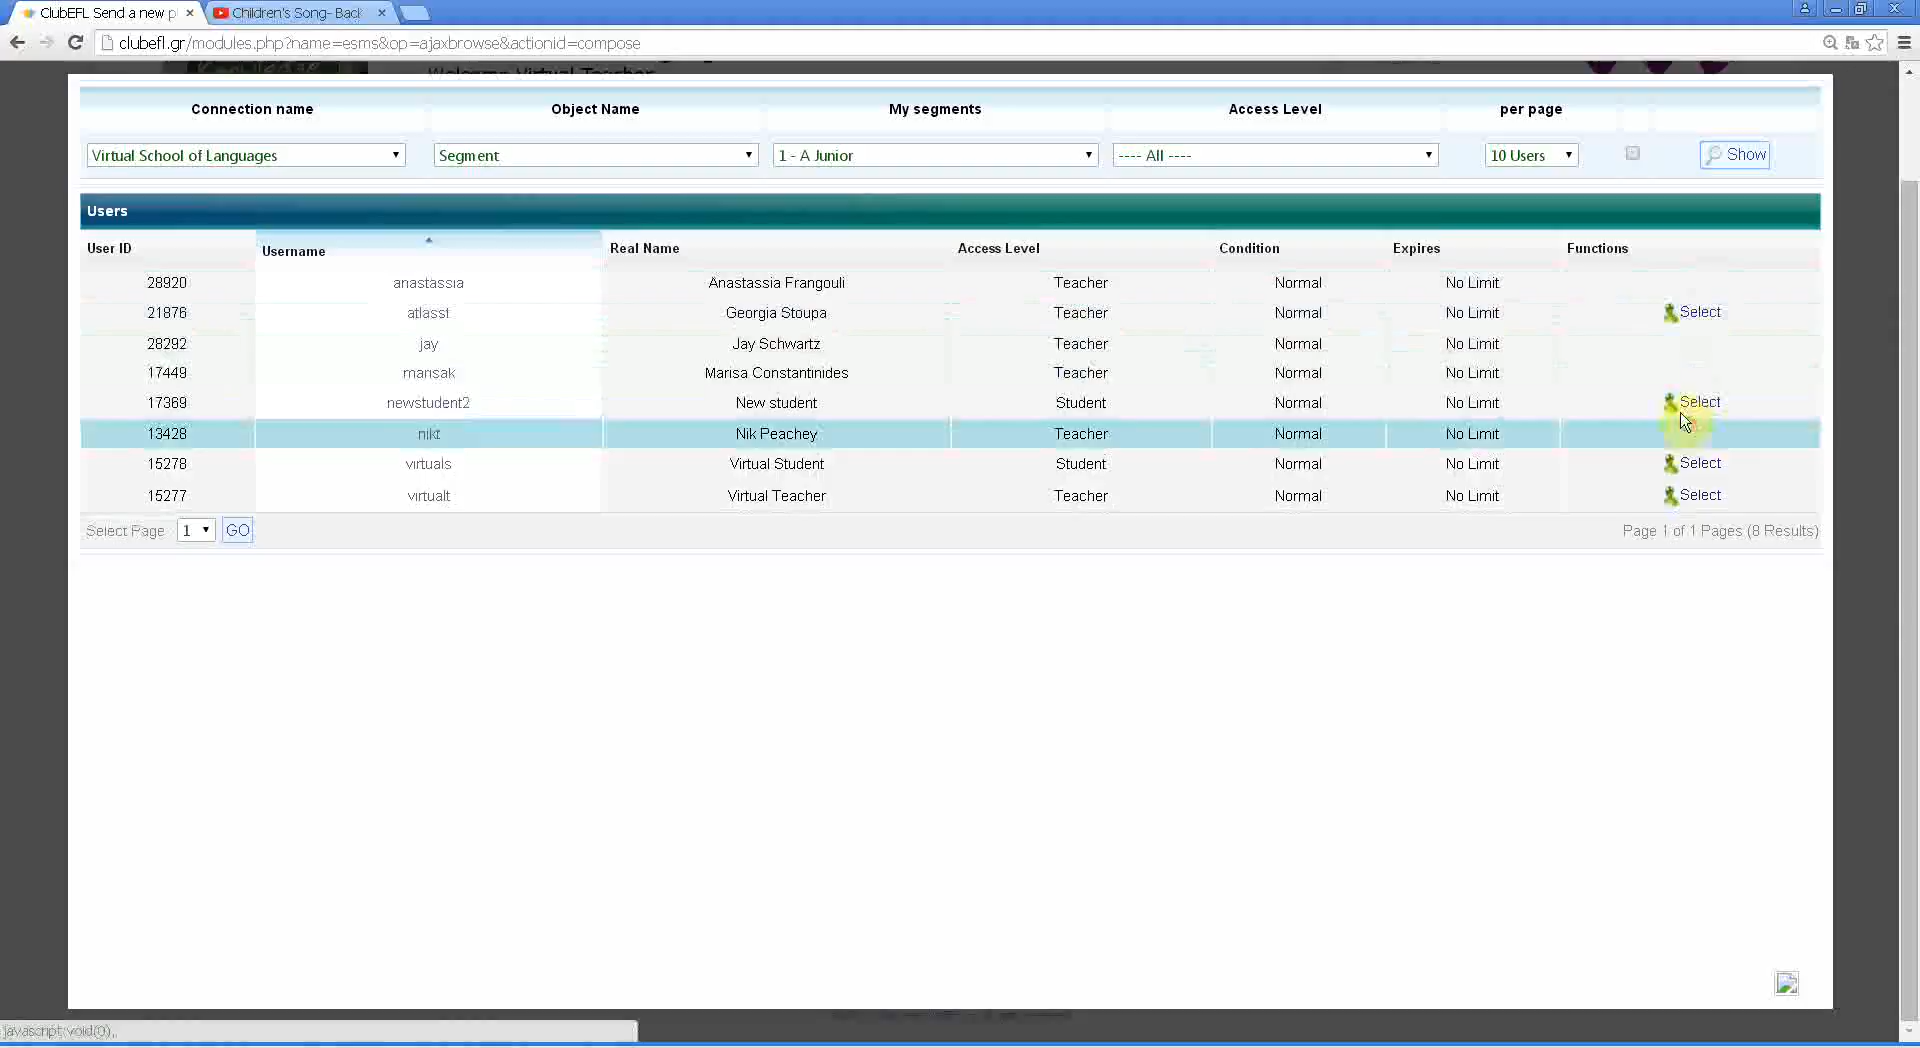 ClubEFL Send a new p
Children's Song- Back
clubefl.gr/modules.php?name=esms&op=ajaxbrowse&actionid=compose
Welcome Virtual Teacher
Connection name Object Name My segments Access Level per page
Virtual School of Languages Segment 1 - A Junior ---- All ---- 10 Users Show
Users
User ID Username Real Name Access Level Condition Expires Functions
28920 anastassia Anastassia Frangouli Teacher Normal No Limit
21876 atlasst Georgia Stoupa Teacher Normal No Limit Select
28292 jay Jay Schwartz Teacher Normal No Limit
17449 marisak Marisa Constantinides Teacher Normal No Limit
17369 newstudent2 New student Student Normal No Limit Select
13428 nikt Nik Peachey Teacher Normal No Limit
15278 virtuals Virtual Student Student Normal No Limit Select
15277 virtualt Virtual Teacher Teacher Normal No Limit Select
Select Page 1 GO Page 1 of 1 Pages (8 Results)
javascript:void(0);